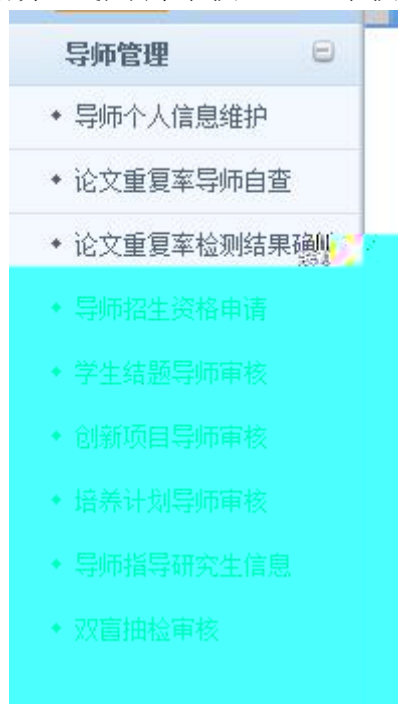 导师管理
导师个人信息维护
论文重复率导师自查
论文重复率检测结果确
导师招生资格申请
学生结题导师审核
创新项目导师审核
培养计划导师审核
导师指导研究生信息
双盲抽检审核